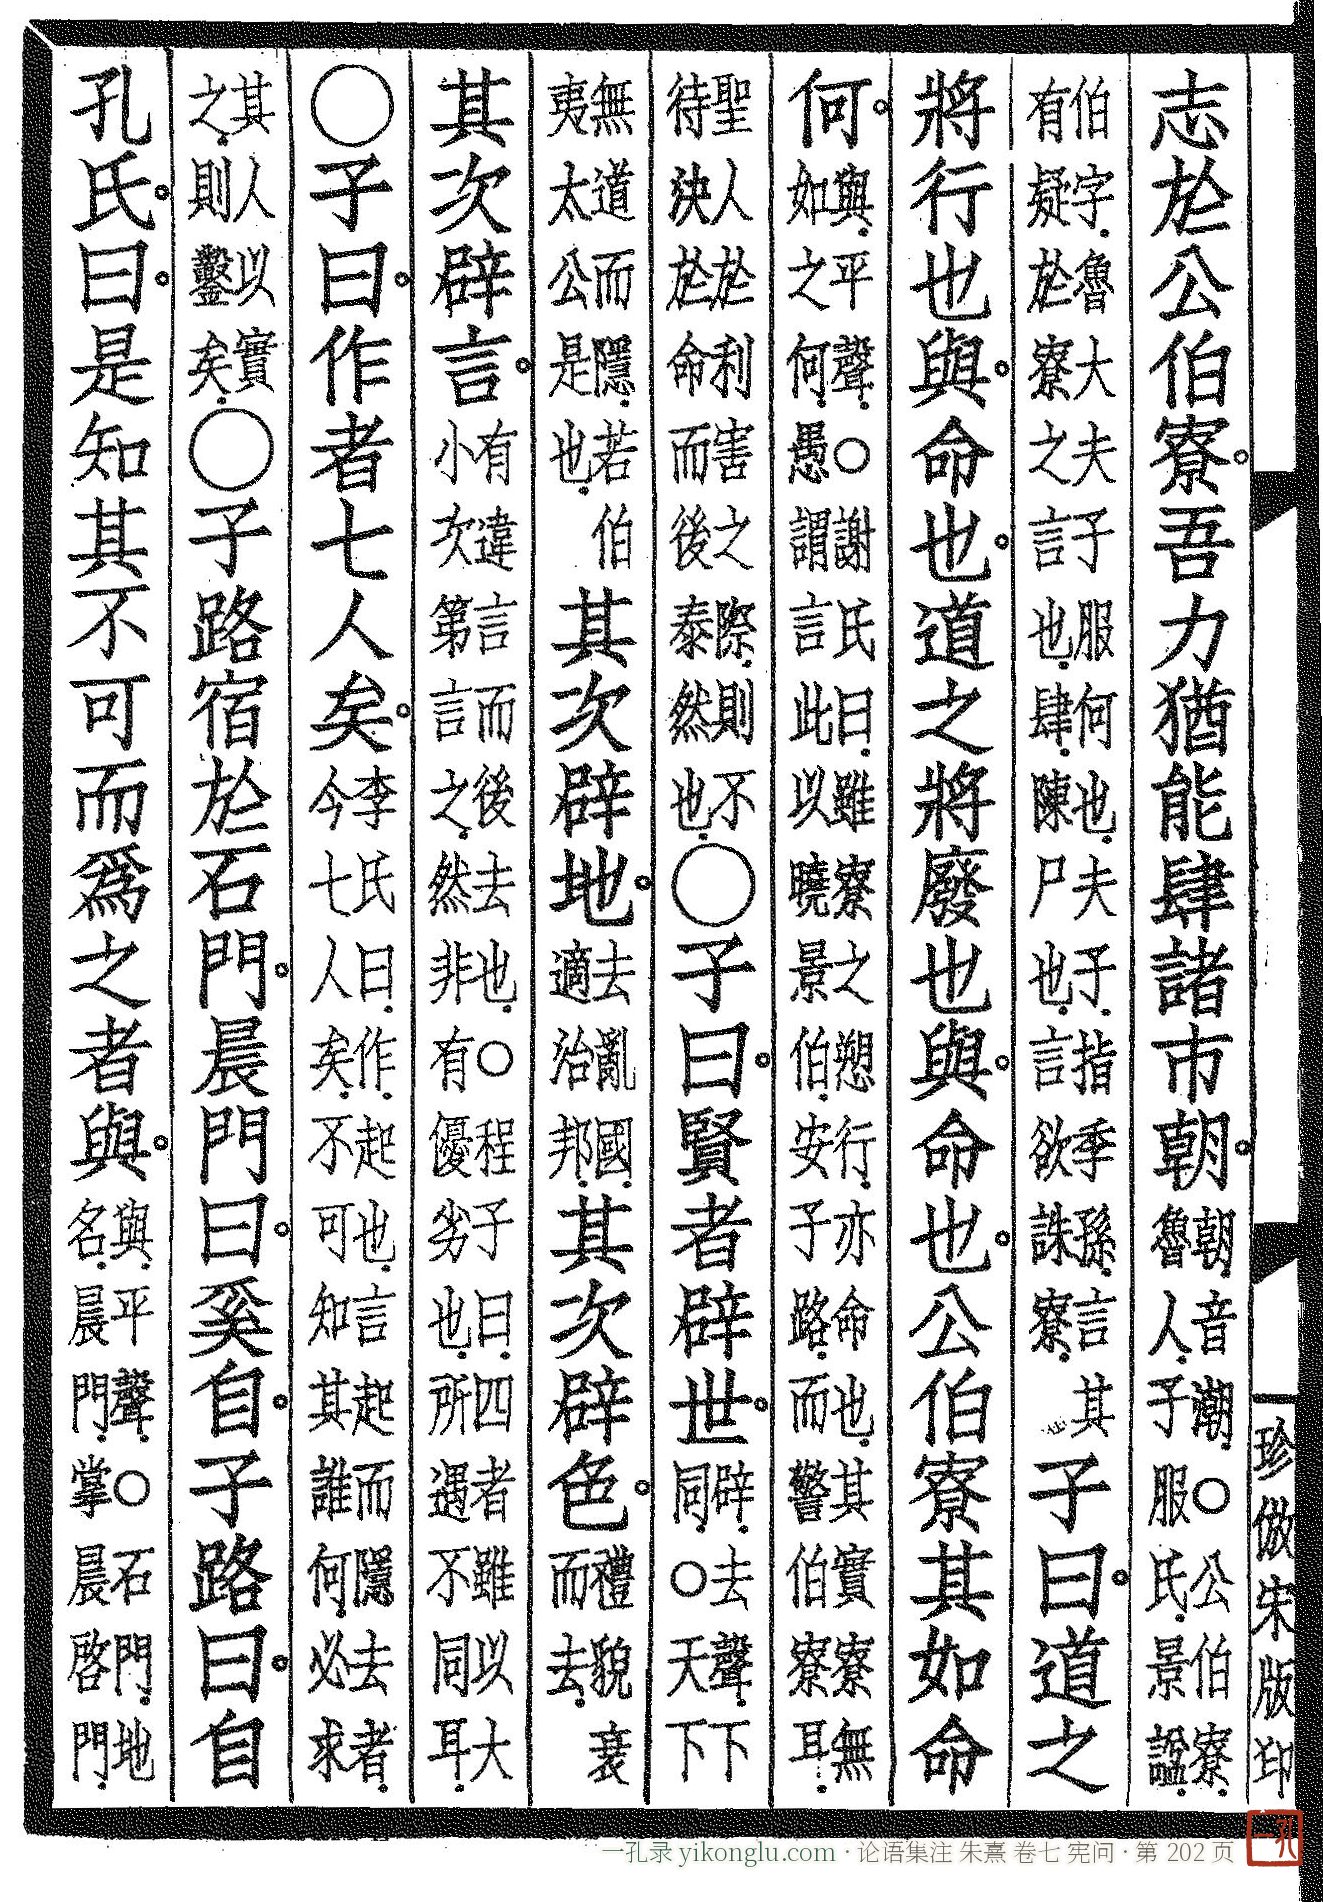 志於公伯寮。吾力猶能肆諸市朝。朝.音潮.○公伯寮.魯人.子服氏.景諡.
伯字.魯大夫子服何也.夫子.指季孫.言其有疑於寮之言也.肆.陳尸也.言欲誅寮.子曰。道之
將行也與。命也。道之將廢也與。命也。公伯寮其如命
何。與.平聲.○謝氏曰.雖寮之愬行.亦命也.其實寮無如之何.愚謂言此以曉景伯.安子路.而警伯寮耳.
聖人於利害之際.則不待決於命而後泰然也.○子曰。賢者辟世。辟.去聲.下同.○天下
無道而隱.若伯夷太公是也.其次辟地。去亂國.適治邦.其次辟色。禮貌衰而去.
其次辟言。有違言而後去也.○程子曰.四者雖以大小次第言之.然非有優劣也.所遇不同耳.
○子曰。作者七人矣。李氏曰.作.起也.言起而隱去者.今七人矣.不可知其誰何.必求
其人以實之.則鑿矣.○子路宿於石門。晨門曰。奚自。子路曰。自
孔氏。曰。是知其不可而爲之者與。與.平聲.○石門.地名.晨門.掌晨啓門.
珍倣宋版印
一孔录 yikonglu.com · 论语集注 朱熹 卷七 宪问 · 第 202 页
一孔